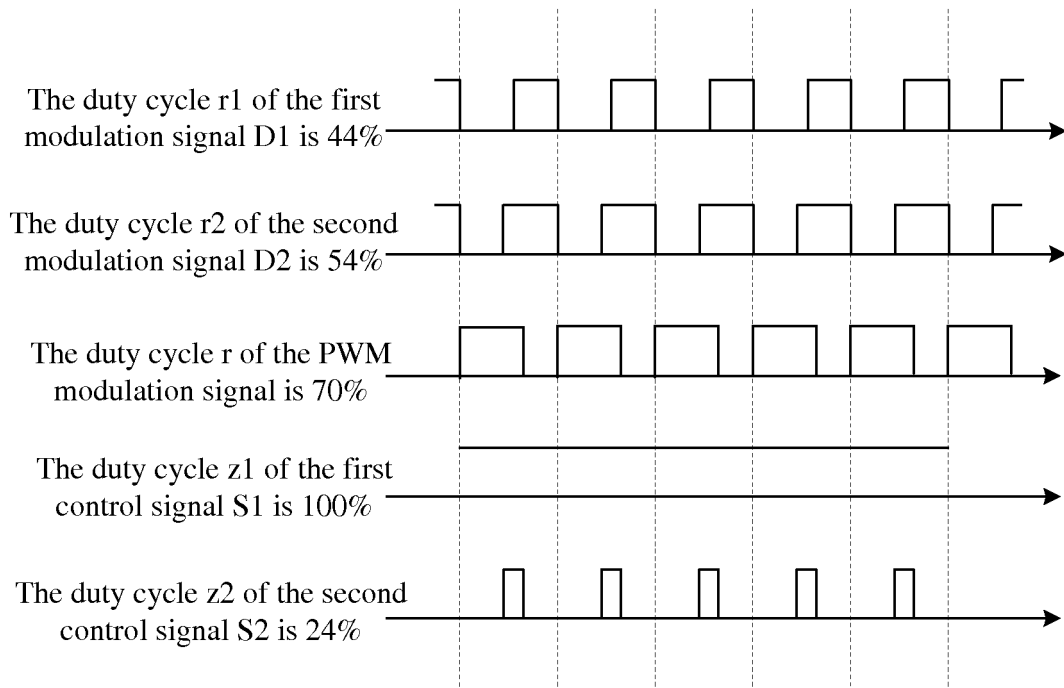 The duty cycle r1 of the first
modulation signal D1 is 44%
The duty cycle r2 of the second
modulation signal D2 is 54%
The duty cycle r of the PWM
modulation signal is 70%
The duty cycle z1 of the first
control signal S1 is 100%
The duty cycle z2 of the second
control signal S2 is 24%